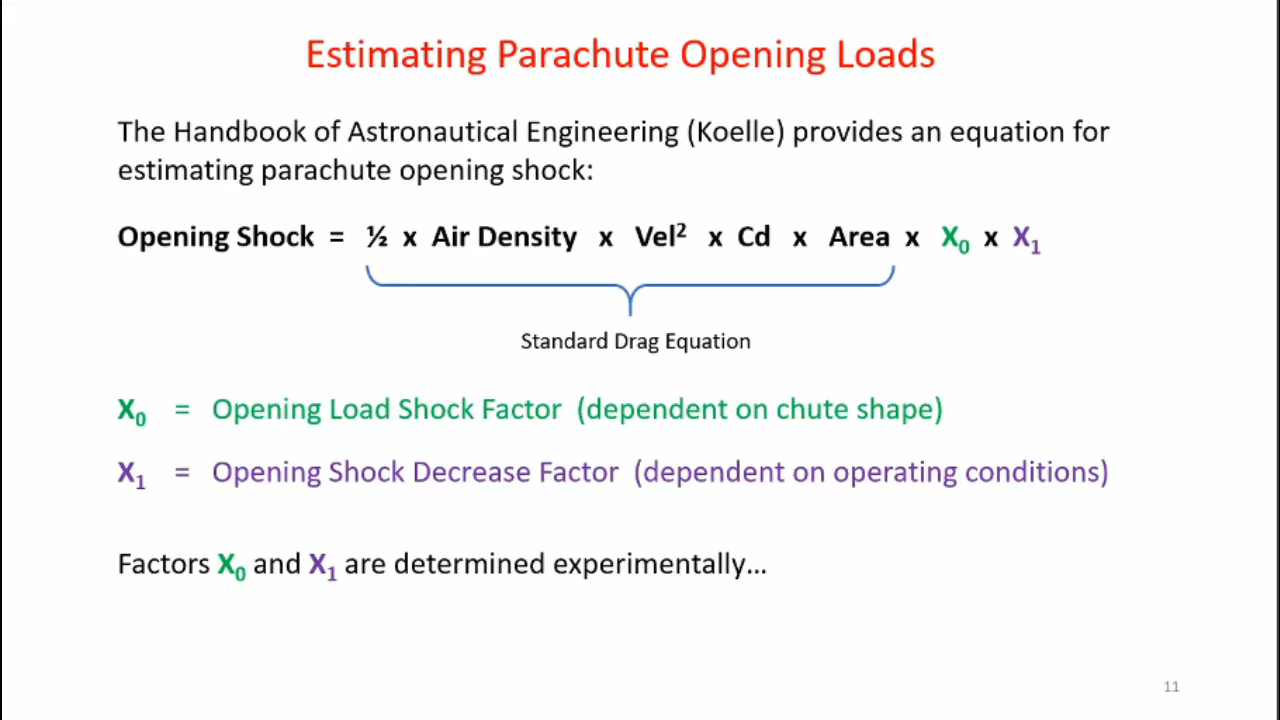 Estimating Parachute Opening Loads
The Handbook of Astronautical Engineering (Koelle) provides an equation for
estimating parachute opening shock:
Opening Shock = ½ x Air Density x Vel² x Cd x Area x X₀ x X₁
Standard Drag Equation
X₀ = Opening Load Shock Factor (dependent on chute shape)
X₁ = Opening Shock Decrease Factor (dependent on operating conditions)
Factors X₀ and X₁ are determined experimentally…
11